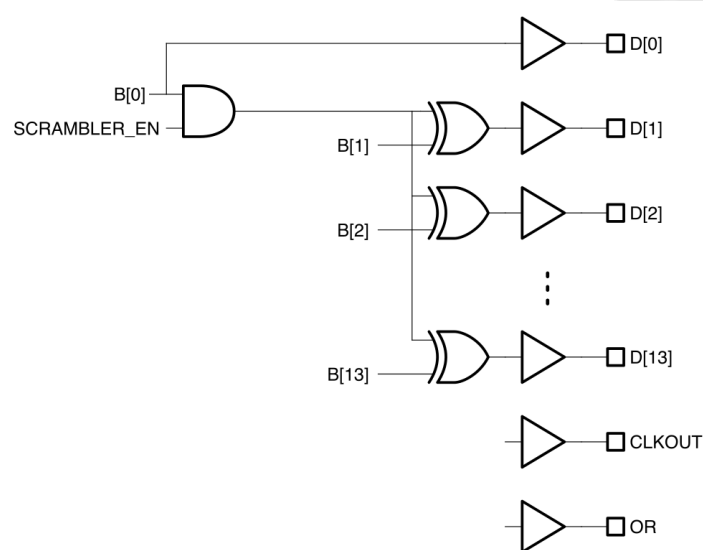 D[0]
B[0]
SCRAMBLER_EN
D[1]
B[1]
D[2]
B[2]
D[13]
B[13]
CLKOUT
OR